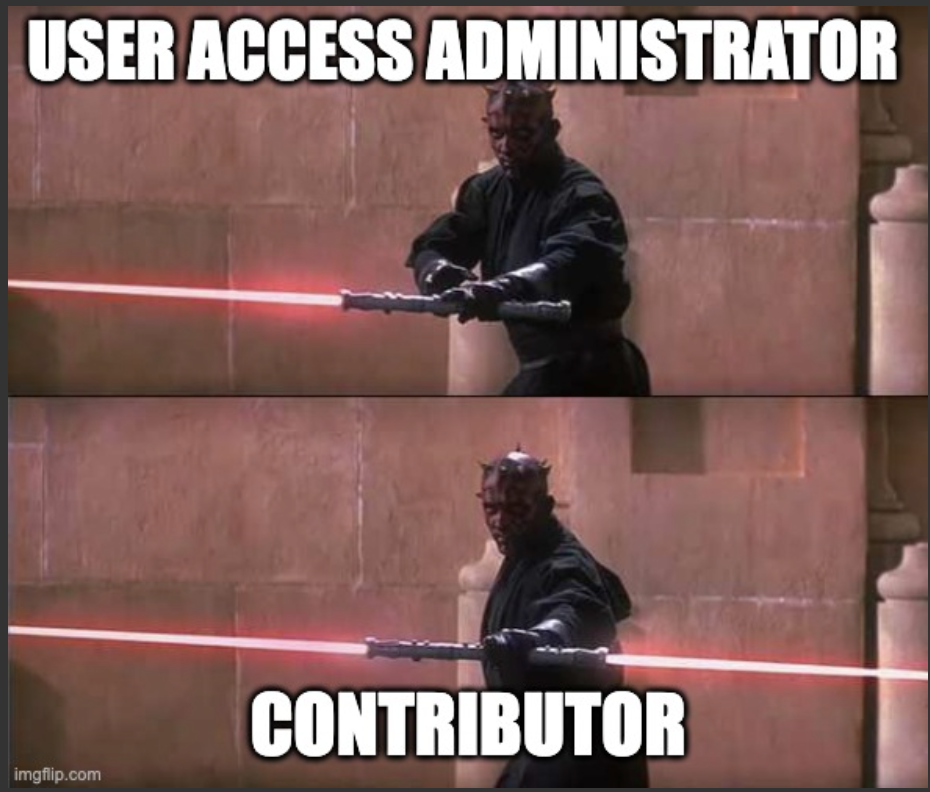 USER ACCESS ADMINISTRATOR
CONTRIBUTOR
imgflip.com